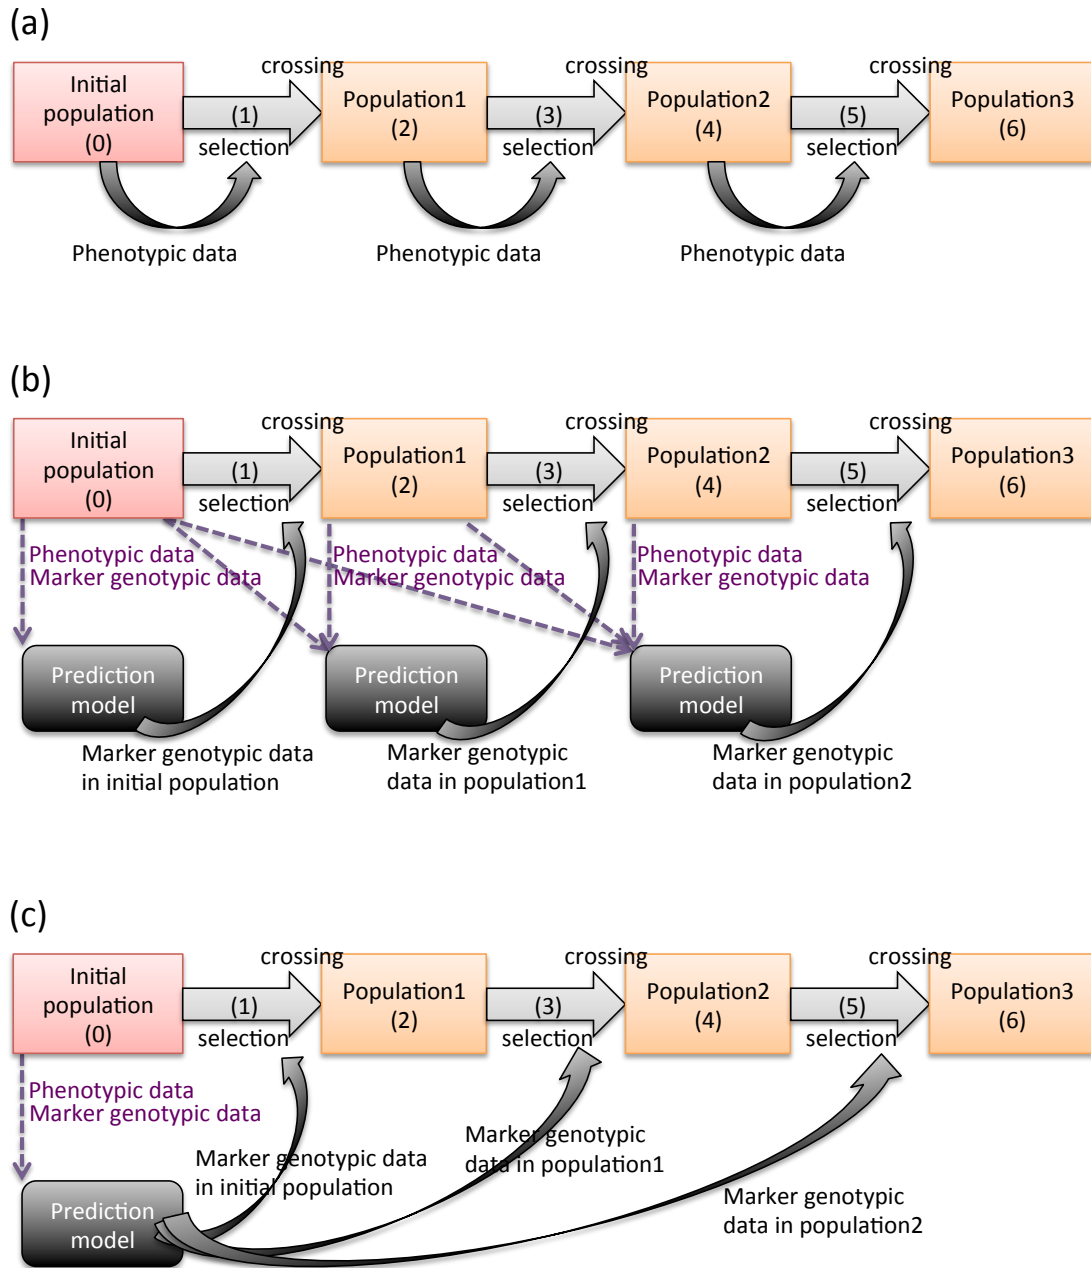 (a)
crossing
crossing
crossing
Initial
population
(0)
(1)
selection
Population1
(2)
(3)
selection
Population2
(4)
(5)
selection
Population3
(6)
Phenotypic data
Phenotypic data
Phenotypic data
(b)
crossing
crossing
crossing
Initial
population
(0)
(1)
selection
Population1
(2)
(3)
selection
Population2
(4)
(5)
selection
Population3
(6)
Phenotypic data
Marker genotypic data
Phenotypic data
Marker genotypic data
Phenotypic data
Marker genotypic data
Prediction
model
Prediction
model
Prediction
model
Marker genotypic data
in initial population
Marker genotypic
data in population1
Marker genotypic
data in population2
(c)
crossing
crossing
crossing
Initial
population
(0)
(1)
selection
Population1
(2)
(3)
selection
Population2
(4)
(5)
selection
Population3
(6)
Phenotypic data
Marker genotypic data
Prediction
model
Marker genotypic data
in initial population
Marker genotypic
data in population1
Marker genotypic
data in population2